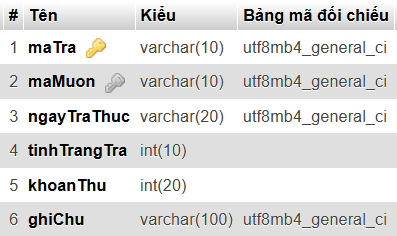 # Tên Kiểu Bảng mã đối chiếu
1 maTra varchar(10) utf8mb4_general_ci
2 maMuon varchar(10) utf8mb4_general_ci
3 ngayTraThuc varchar(20) utf8mb4_general_ci
4 tinhTrangTra int(10)
5 khoanThu int(20)
6 ghiChu varchar(100) utf8mb4_general_ci